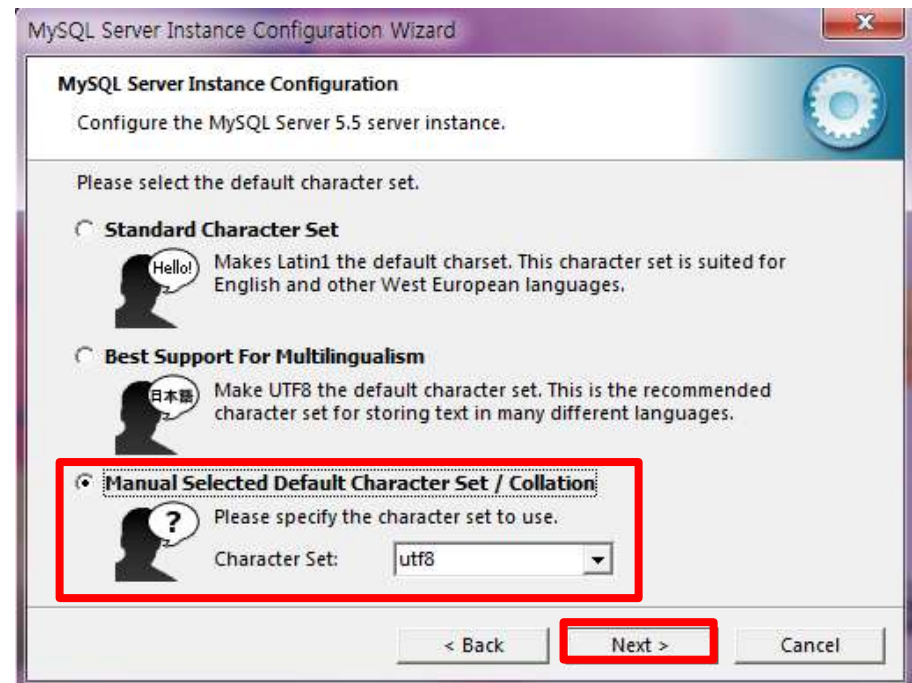 MySQL Server Instance Configuration Wizard
MySQL Server Instance Configuration
Configure the MySQL Server 5.5 server instance.
Please select the default character set.
Standard Character Set
Hello!
Makes Latin1 the default charset. This character set is suited for
English and other West European languages.
Best Support For Multilingualism
日本語
Make UTF8 the default character set. This is the recommended
character set for storing text in many different languages.
Manual Selected Default Character Set / Collation
?
Please specify the character set to use.
Character Set: utf8
< Back Next > Cancel